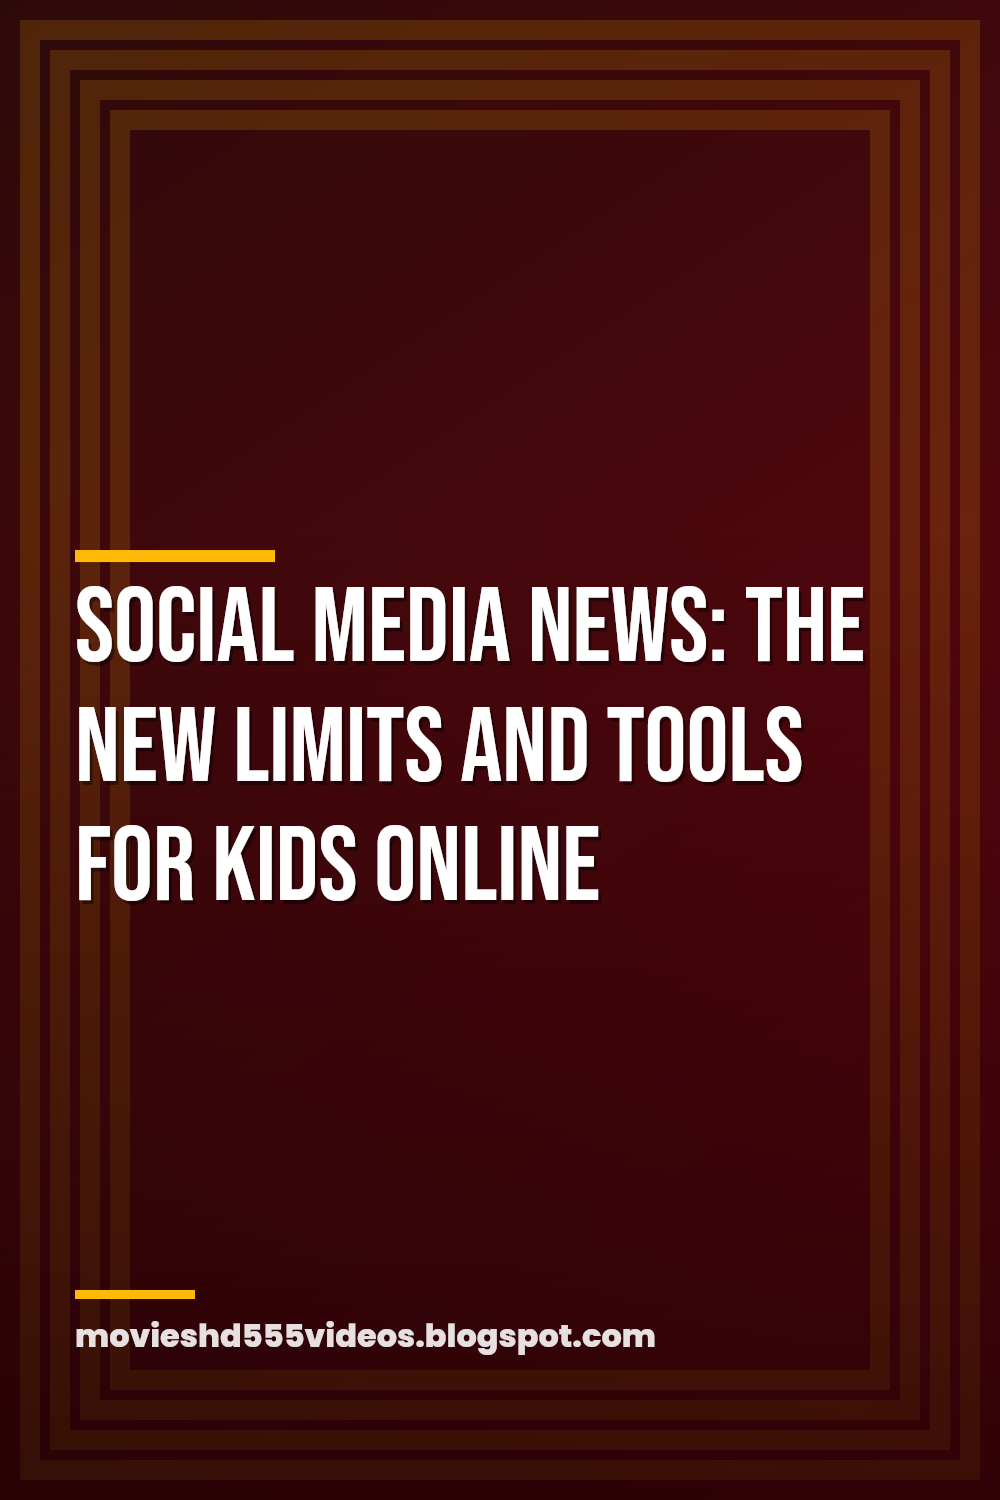 SOCIAL MEDIA NEWS: THE
NEW LIMITS AND TOOLS
FOR KIDS ONLINE
movieshd555videos.blogspot.com